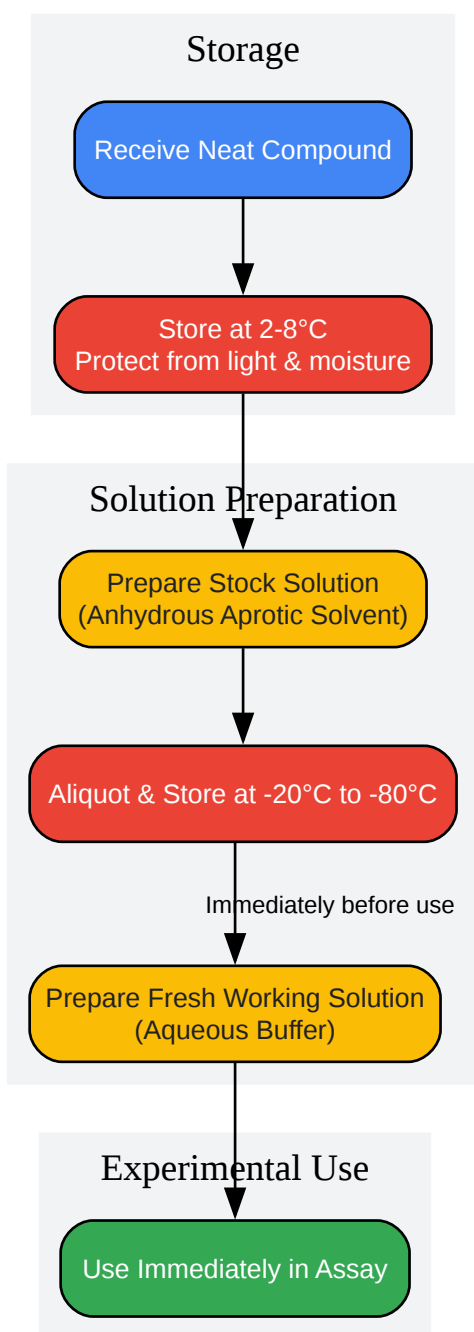 Storage
Receive Neat Compound
Store at 2-8°C
Protect from light & moisture
Solution Preparation
Prepare Stock Solution
(Anhydrous Aprotic Solvent)
Aliquot & Store at -20°C to -80°C
Immediately before use
Prepare Fresh Working Solution
(Aqueous Buffer)
Experimental Use
Use Immediately in Assay